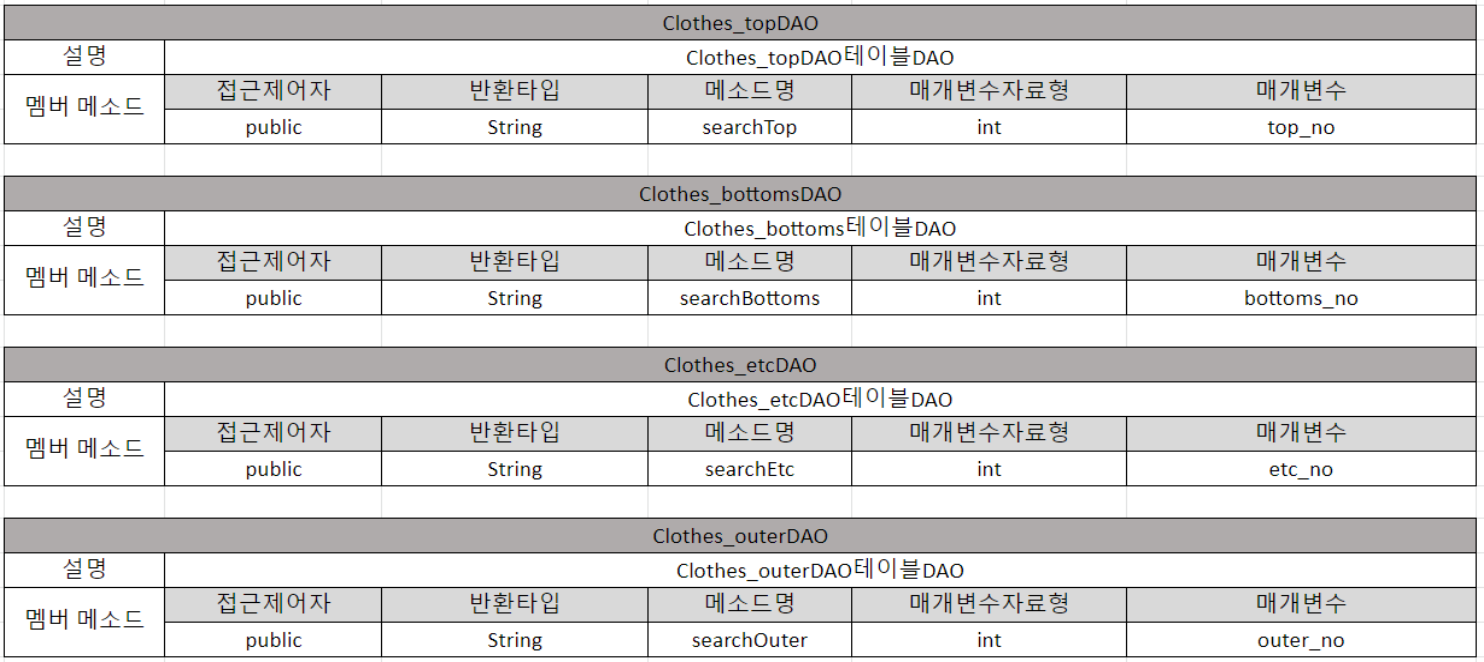 Clothes_topDAO
설명 Clothes_topDAO테이블DAO
멤버 메소드 접근제어자 반환타입 메소드명 매개변수자료형 매개변수
public String searchTop int top_no
Clothes_bottomsDAO
설명 Clothes_bottoms테이블DAO
멤버 메소드 접근제어자 반환타입 메소드명 매개변수자료형 매개변수
public String searchBottoms int bottoms_no
Clothes_etcDAO
설명 Clothes_etcDAO테이블DAO
멤버 메소드 접근제어자 반환타입 메소드명 매개변수자료형 매개변수
public String searchEtc int etc_no
Clothes_outerDAO
설명 Clothes_outerDAO테이블DAO
멤버 메소드 접근제어자 반환타입 메소드명 매개변수자료형 매개변수
public String searchOuter int outer_no